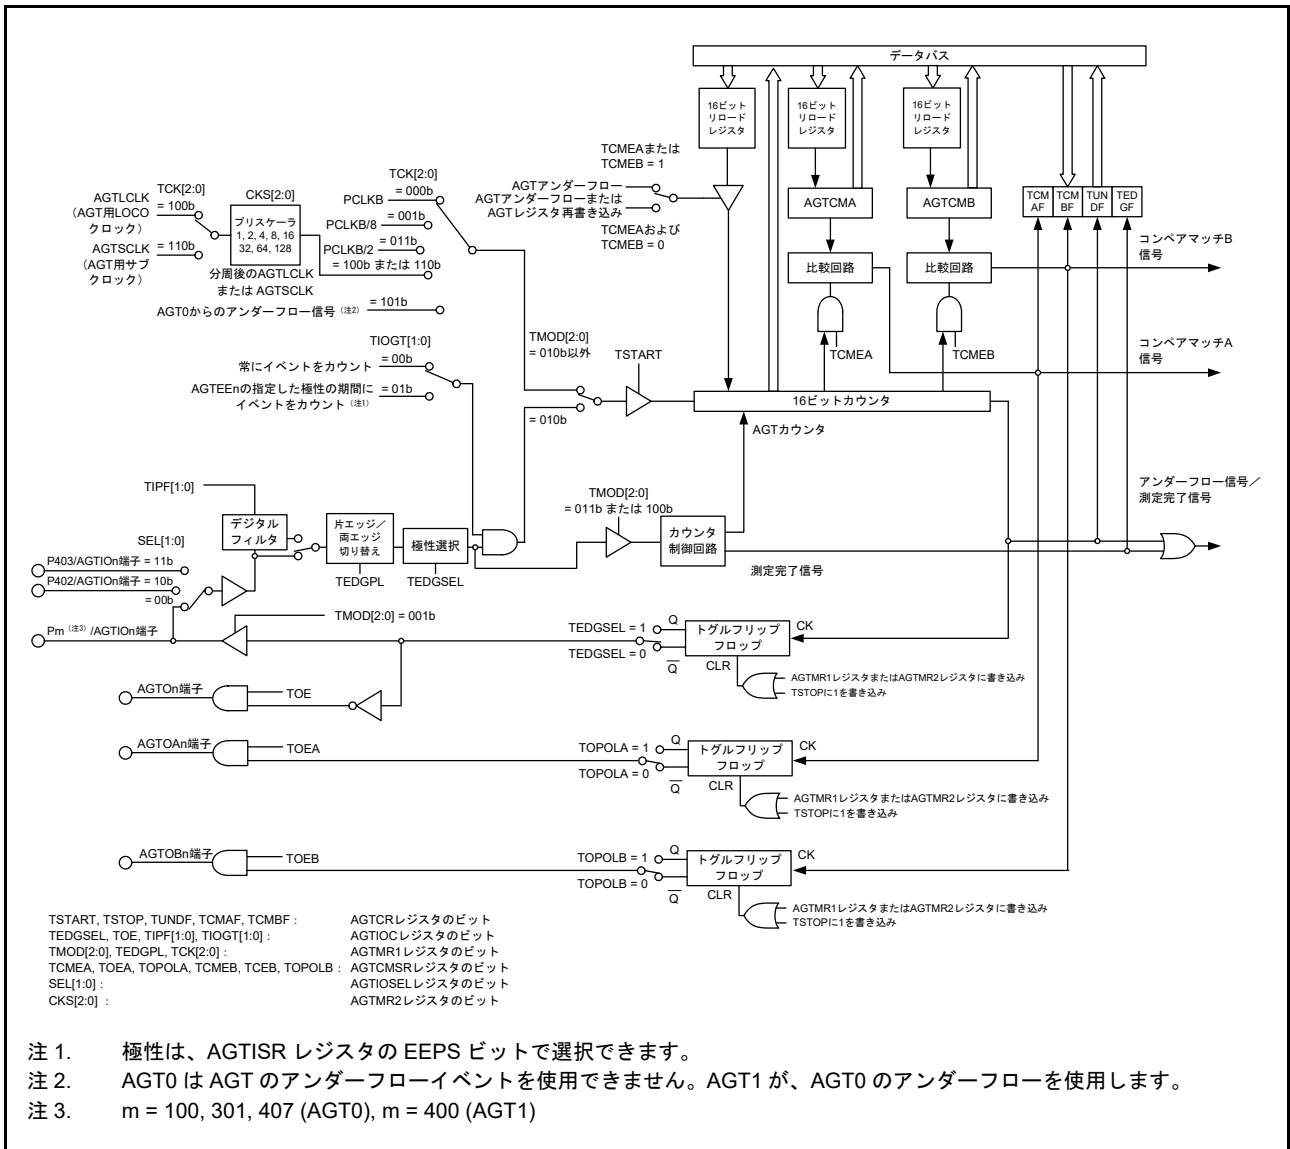 データバス
16ビット
リロード
レジスタ
16ビット
リロード
レジスタ
16ビット
リロード
レジスタ
TCMEAまたは
TCMEB = 1
AGTアンダーフロー
AGTアンダーフローまたは
AGTレジスタ再書き込み
TCMEAおよび
TCMEB = 0
AGTCMA
AGTCMB
TCM
AF
TCM
BF
TUN
DF
TED
GF
比較回路
比較回路
TCMEA
TCMEB
コンペアマッチB
信号
コンペアマッチA
信号
AGTLCLK
(AGT用LOCO
クロック)
TCK[2:0]
= 100b
AGTSCLK
(AGT用サブ
クロック)
= 110b
CKS[2:0]
プリスケーラ
1, 2, 4, 8, 16
32, 64, 128
分周後のAGTLCLK
または AGTSCLK
TCK[2:0]
= 000b
PCLKB
= 001b
PCLKB/8
= 011b
PCLKB/2
= 100b または 110b
AGT0からのアンダーフロー信号 (注2)
= 101b
TIOGT[1:0]
= 00b
常にイベントをカウント
AGTEEnの指定した極性の期間に
イベントをカウント (注1)
= 01b
TMOD[2:0]
= 010b以外
= 010b
TSTART
16ビットカウンタ
AGTカウンタ
TIPF[1:0]
デジタル
フィルタ
片エッジ／
両エッジ
切り替え
TEDGPL
極性選択
TEDGSEL
TMOD[2:0]
= 011b または 100b
カウンタ
制御回路
測定完了信号
アンダーフロー信号／
測定完了信号
SEL[1:0]
P403/AGTIOn端子 = 11b
P402/AGTIOn端子 = 10b
= 00b
Pm (注3) /AGTIOn端子
TMOD[2:0] = 001b
TEDGSEL = 1
TEDGSEL = 0
Q
Q
トグルフリップ
フロップ
CK
CLR
AGTMR1レジスタまたはAGTMR2レジスタに書き込み
TSTOPに1を書き込み
AGTOn端子
TOE
AGTOAn端子
TOEA
TOPOLA = 1
TOPOLA = 0
Q
Q
トグルフリップ
フロップ
CK
CLR
AGTMR1レジスタまたはAGTMR2レジスタに書き込み
TSTOPに1を書き込み
AGTOBn端子
TOEB
TOPOLB = 1
TOPOLB = 0
Q
Q
トグルフリップ
フロップ
CK
CLR
AGTMR1レジスタまたはAGTMR2レジスタに書き込み
TSTOPに1を書き込み
TSTART, TSTOP, TUNDF, TCMAF, TCMBF : AGTCRレジスタのビット
TEDGSEL, TOE, TIPF[1:0], TIOGT[1:0] : AGTIOCレジスタのビット
TMOD[2:0], TEDGPL, TCK[2:0] : AGTMR1レジスタのビット
TCMEA, TOEA, TOPOLA, TCMEB, TCEB, TOPOLB : AGTCMSRレジスタのビット
SEL[1:0] : AGTIOSELレジスタのビット
CKS[2:0] : AGTMR2レジスタのビット
注 1. 極性は、AGTISR レジスタの EEPS ビットで選択できます。
注 2. AGT0 は AGT のアンダーフローイベントを使用できません。AGT1 が、AGT0 のアンダーフローを使用します。
注 3. m = 100, 301, 407 (AGT0), m = 400 (AGT1)